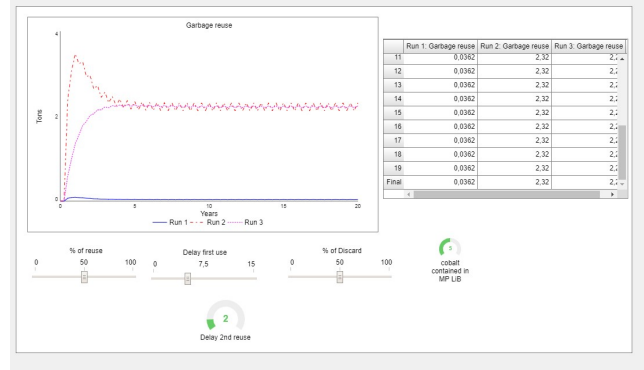 Garbage reuse
4
2
0
Tons
0 5 10 15 20
Years
Run 1 Run 2 Run 3
Run 1: Garbage reuse Run 2: Garbage reuse Run 3: Garbage reuse
11 0,0362 2,32
12 0,0362 2,32
13 0,0362 2,32
14 0,0362 2,32
15 0,0362 2,32
16 0,0362 2,32
17 0,0362 2,32
18 0,0362 2,32
19 0,0362 2,32
Final 0,0362 2,32
% of reuse
0 50 100
Delay first use
0 7,5 15
% of Discard
0 50 100
cobalt
contained in
MP LiB
2
Delay 2nd reuse